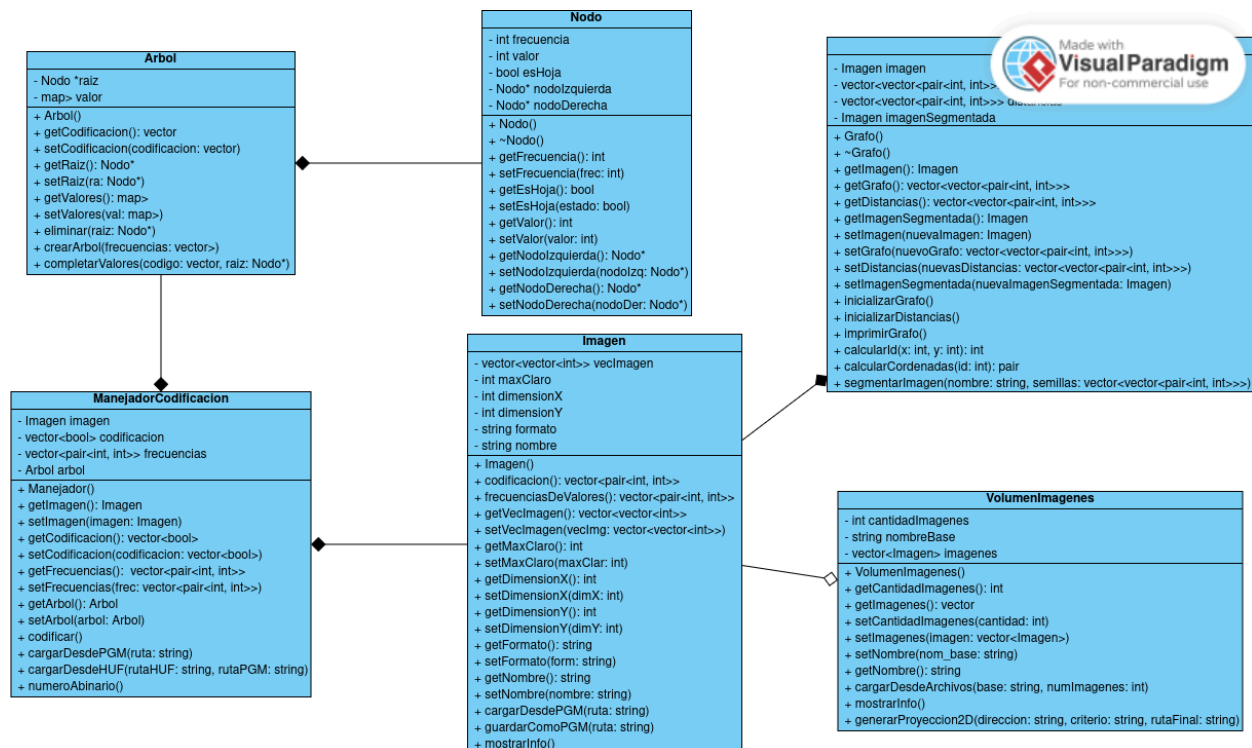 Arbol
- Nodo *raiz
- map> valor
+ Arbol()
+ getCodificacion(): vector
+ setCodificacion(codificacion: vector)
+ getRaiz(): Nodo*
+ setRaiz(ra: Nodo*)
+ getValores(): map>
+ setValores(val: map>)
+ eliminar(raiz: Nodo*)
+ crearArbol(frecuencias: vector>)
+ completarValores(codigo: vector, raiz: Nodo*)
Nodo
- int frecuencia
- int valor
- bool esHoja
- Nodo* nodoIzquierda
- Nodo* nodoDerecha
+ Nodo()
+ ~Nodo()
+ getFrecuencia(): int
+ setFrecuencia(frec: int)
+ getEsHoja(): bool
+ setEsHoja(estado: bool)
+ getValor(): int
+ setValor(valor: int)
+ getNodoIzquierda(): Nodo*
+ setNodoIzquierda(nodoIzq: Nodo*)
+ getNodoDerecha(): Nodo*
+ setNodoDerecha(nodoDer: Nodo*)
Made with
Visual Paradigm
For non-commercial use
- Imagen imagen
- vector<vector<pair<int, int>>>
- vector<vector<pair<int, int>>> distancias
- Imagen imagenSegmentada
+ Grafo()
+ ~Grafo()
+ getImagen(): Imagen
+ getGrafo(): vector<vector<pair<int, int>>>
+ getDistancias(): vector<vector<pair<int, int>>>
+ getImagenSegmentada(): Imagen
+ setImagen(nuevaImagen: Imagen)
+ setGrafo(nuevoGrafo: vector<vector<pair<int, int>>>)
+ setDistancias(nuevasDistancias: vector<vector<pair<int, int>>>)
+ setImagenSegmentada(nuevaImagenSegmentada: Imagen)
+ inicializarGrafo()
+ inicializarDistancias()
+ imprimirGrafo()
+ calcularId(x: int, y: int): int
+ calcularCordenadas(id: int): pair
+ segmentarImagen(nombre: string, semillas: vector<vector<pair<int, int>>>)
ManejadorCodificacion
- Imagen imagen
- vector<bool> codificacion
- vector<pair<int, int>> frecuencias
- Arbol arbol
+ Manejador()
+ getImagen(): Imagen
+ setImagen(imagen: Imagen)
+ getCodificacion(): vector<bool>
+ setCodificacion(codificacion: vector<bool>)
+ getFrecuencias(): vector<pair<int, int>>
+ setFrecuencias(frec: vector<pair<int, int>>)
+ getArbol(): Arbol
+ setArbol(arbol: Arbol)
+ codificar()
+ cargarDesdePGM(ruta: string)
+ cargarDesdeHUF(rutaHUF: string, rutaPGM: string)
+ numeroAbinario()
Imagen
- vector<vector<int>> vecImagen
- int maxClaro
- int dimensionX
- int dimensionY
- string formato
- string nombre
+ Imagen()
+ codificacion(): vector<pair<int, int>>
+ frecuenciasDeValores(): vector<pair<int, int>>
+ getVecImagen(): vector<vector<int>>
+ setVecImagen(vecImg: vector<vector<int>>)
+ getMaxClaro(): int
+ setMaxClaro(maxClar: int)
+ getDimensionX(): int
+ setDimensionX(dimX: int)
+ getDimensionY(): int
+ setDimensionY(dimY: int)
+ getFormato(): string
+ setFormato(form: string)
+ getNombre(): string
+ setNombre(nombre: string)
+ cargarDesdePGM(ruta: string)
+ guardarComoPGM(ruta: string)
+ mostrarInfo()
VolumenImagenes
- int cantidadImagenes
- string nombreBase
- vector<Imagen> imagenes
+ VolumenImagenes()
+ getCantidadImagenes(): int
+ getImagenes(): vector
+ setCantidadImagenes(cantidad: int)
+ setImagenes(imagen: vector<Imagen>)
+ setNombre(nom_base: string)
+ getNombre(): string
+ cargarDesdeArchivos(base: string, numImagenes: int)
+ mostrarInfo()
+ generarProyeccion2D(direccion: string, criterio: string, rutaFinal: string)